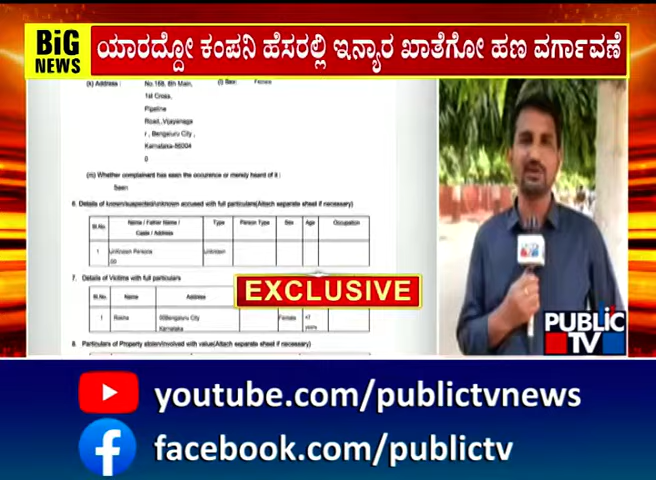 BiG
NEWS
ಯಾರದ್ದೋ ಕಂಪನಿ ಹೆಸರಲ್ಲಿ ಇನ್ಯಾರ ಖಾತೆಗೋ ಹಣ ವರ್ಗಾವಣೆ
(k) Address :
No.168, 6th Main,
(l) Sex:
Female
1st Cross,
Pipeline
Road,,Vijayanaga
r , Bengaluru City ,
Karnataka-56004
0
(m) Whether complainant has seen the occurence or merely heard of it :
Seen
6. Details of known/suspected/unknown accused with full particulars(Attach separate sheet if necessary)
Sl.No.
Name / Father Name /
Caste / Address
Type
Person Type
Sex
Age
Occupation
1
Unknown Persons
,00
Unknown
7. Details of Victims with full particulars
Sl.No.
Name
Address
1
00Bengaluru City
Karnataka
Female
EXCLUSIVE
8. Particulars of Property stolen/involved with value(Attach separate sheet if necessary)
PUBLiC
TV
youtube.com/publictvnews
facebook.com/publictv